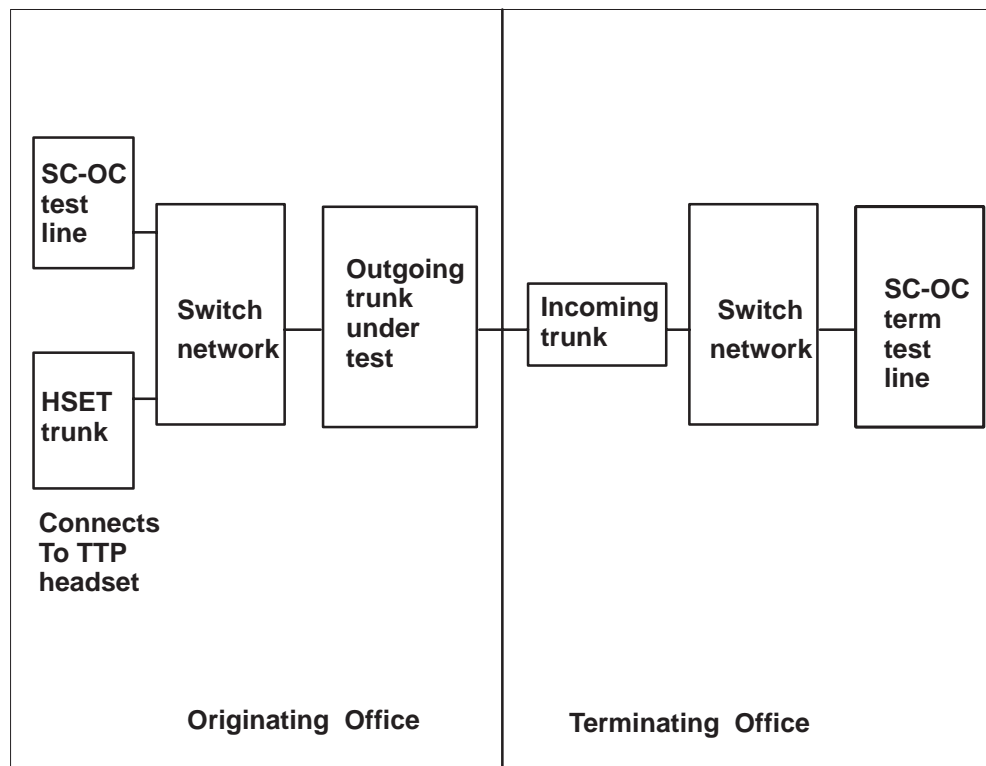 SC-OC
test
line
HSET
trunk
Connects
To TTP
headset
Switch
network
Outgoing
trunk
under
test
Incoming
trunk
Switch
network
SC-OC
term
test
line
Originating Office
Terminating Office